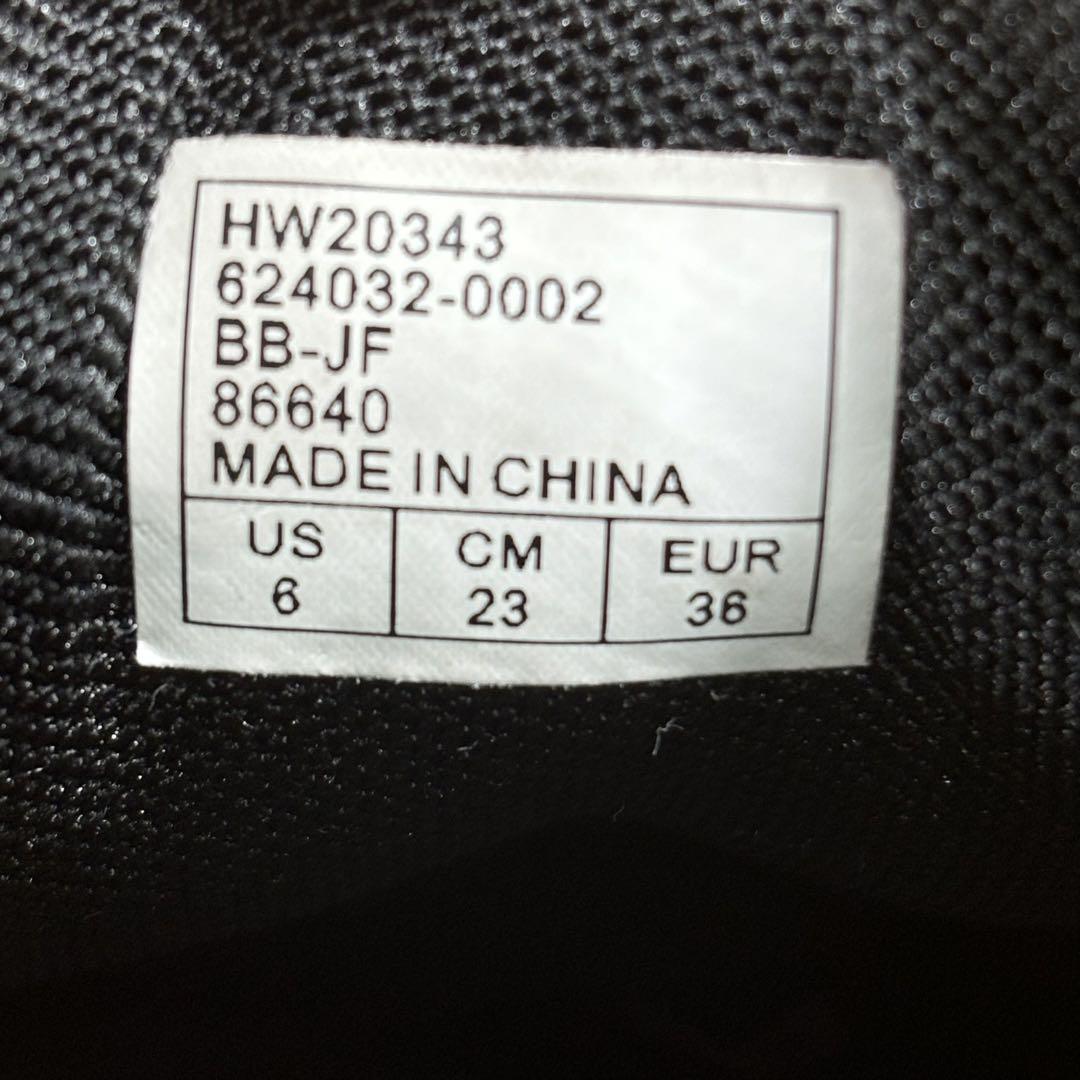 HW20343
624032-0002
BB-JF
86640
MADE IN CHINA
US CM EUR
6 23 36